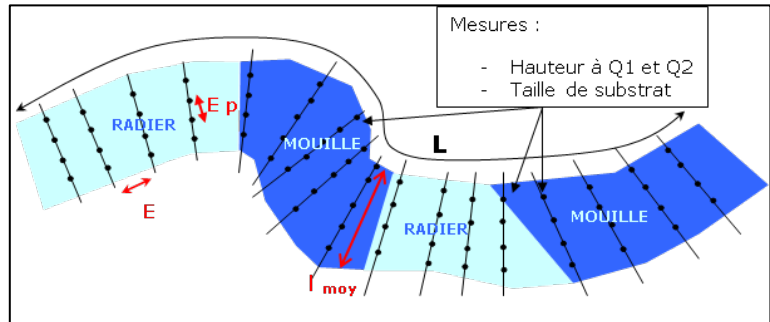 Mesures :
- Hauteur à Q1 et Q2
- Taille de substrat
E p
RADIER
MOUILLE
L
E
RADIER
MOUILLE
l moy